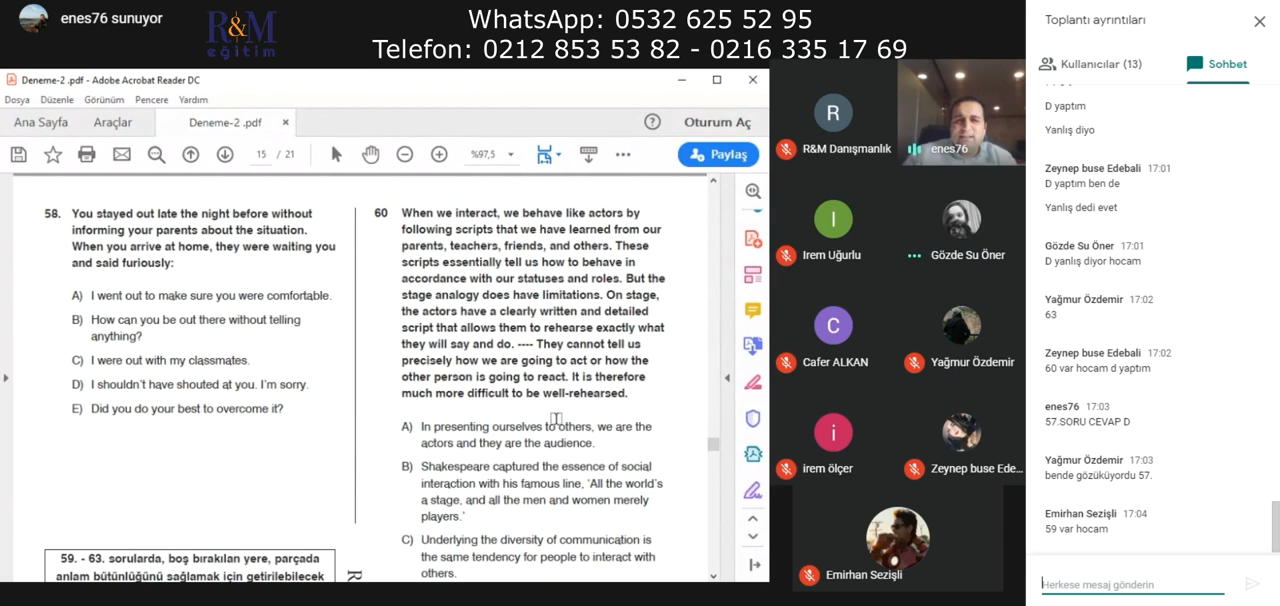 enes76 sunuyor
R&M
eğitim
WhatsApp: 0532 625 52 95
Telefon: 0212 853 53 82 - 0216 335 17 69
Deneme-2 .pdf - Adobe Acrobat Reader DC
Dosya Düzenle Görünüm Pencere Yardım
Ana Sayfa Araçlar Deneme-2 .pdf × Oturum Aç
15 / 21 %97,5 Paylaş
58. You stayed out late the night before without
informing your parents about the situation.
When you arrive at home, they were waiting you
and said furiously:
A) I went out to make sure you were comfortable.
B) How can you be out there without telling
anything?
C) I were out with my classmates.
D) I shouldn't have shouted at you. I'm sorry.
E) Did you do your best to overcome it?
59. - 63. sorularda, boş bırakılan yere, parçada
anlam bütünlüğünü sağlamak için getirilebilecek
R
60 When we interact, we behave like actors by
following scripts that we have learned from our
parents, teachers, friends, and others. These
scripts essentially tell us how to behave in
accordance with our statuses and roles. But the
stage analogy does have limitations. On stage,
the actors have a clearly written and detailed
script that allows them to rehearse exactly what
they will say and do. ---- They cannot tell us
precisely how we are going to act or how the
other person is going to react. It is therefore
much more difficult to be well-rehearsed.
A) In presenting ourselves to others, we are the
actors and they are the audience.
B) Shakespeare captured the essence of social
interaction with his famous line, 'All the world's
a stage, and all the men and women merely
players.'
C) Underlying the diversity of communication is
the same tendency for people to interact with
others.
R
R&M Danışmanlık
enes76
I
Irem Uğurlu
Gözde Su Öner
C
Cafer ALKAN
Yağmur Özdemir
i
irem ölçer
Zeynep buse Ede...
Emirhan Sezişli
Toplantı ayrıntıları
Kullanıcılar (13) Sohbet
D yaptım
Yanlış diyo
Zeynep buse Edebali 17:01
D yaptım ben de
Yanlış dedi evet
Gözde Su Öner 17:01
D yanlış diyor hocam
Yağmur Özdemir 17:02
63
Zeynep buse Edebali 17:02
60 var hocam d yaptım
enes76 17:03
57.SORU CEVAP D
Yağmur Özdemir 17:03
bende gözüküyordu 57.
Emirhan Sezişli 17:04
59 var hocam
Herkese mesaj gönderin